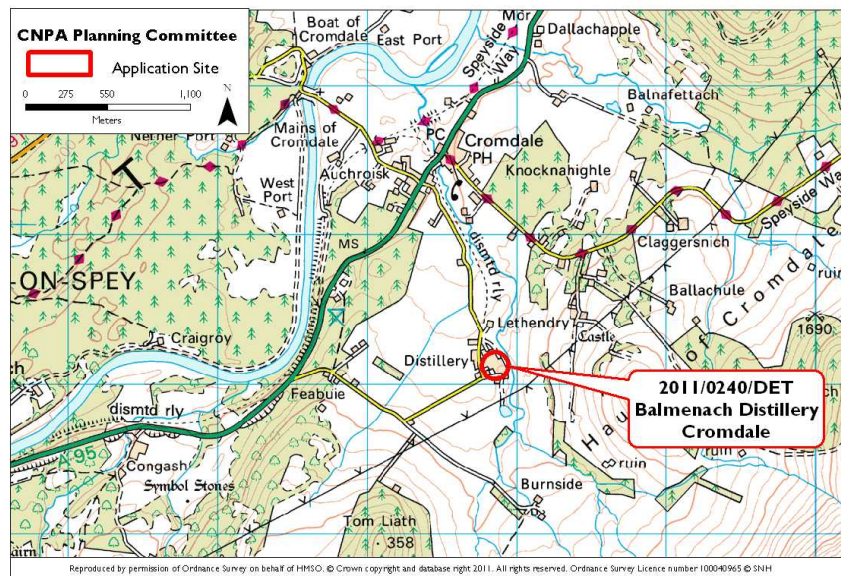 CNPA Planning Committee
Application Site
0 275 550 1,100
Meters
N
Boat of
Cromdale
East Port
Mor
Dallachapple
Speyside
Way
Balnafettach
Nether Port
Mains of
Cromdale
PC
Cromdale
PH
Auchroisk
Knocknahighle
West
Port
T
MS
dismtd rly
Claggersnich
Speyside Way
-ON-SPEY
ruin
Ballachule
Craigroy
Lethendry
Castle
1690
Distillery
of Cromdale
2011/0240/DET
Balmenach Distillery
Cromdale
Feabuie
dismtd rly
Hau
ruin
ruin
A 95
Congash
Symbol Stones
Burnside
Tom Liath
358
Reproduced by permission of Ordnance Survey on behalf of HMSO. © Crown copyright and database right 2011. All rights reserved. Ordnance Survey Licence number 100040965 © SNH